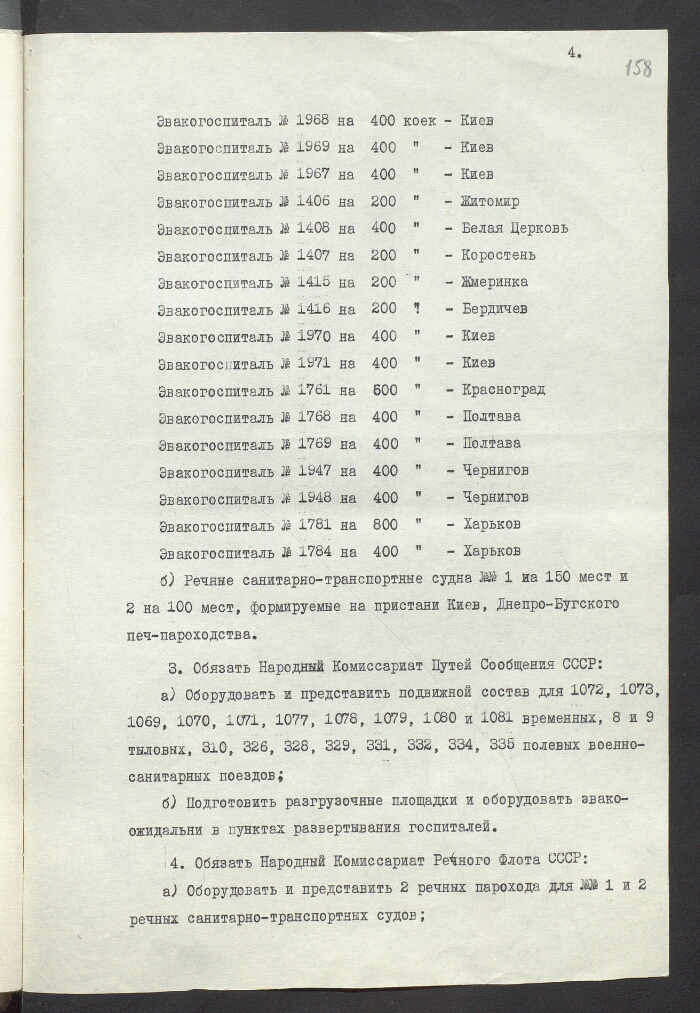 4.
158
Эвакогоспиталь № 1968 на 400 коек - Киев
Эвакогоспиталь № 1969 на 400 " - Киев
Эвакогоспиталь № 1967 на 400 " - Киев
Эвакогоспиталь № 1406 на 200 " - Житомир
Эвакогоспиталь № 1408 на 400 " - Белая Церковь
Эвакогоспиталь № 1407 на 200 " - Коростень
Эвакогоспиталь № 1415 на 200 " - Жмеринка
Эвакогоспиталь № 1416 на 200 " - Бердичев
Эвакогоспиталь № 1970 на 400 " - Киев
Эвакогоспиталь № 1971 на 400 " - Киев
Эвакогоспиталь № 1761 на 600 " - Красноград
Эвакогоспиталь № 1768 на 400 " - Полтава
Эвакогоспиталь № 1769 на 400 " - Полтава
Эвакогоспиталь № 1947 на 400 " - Чернигов
Эвакогоспиталь № 1948 на 400 " - Чернигов
Эвакогоспиталь № 1781 на 800 " - Харьков
Эвакогоспиталь № 1784 на 400 " - Харьков
б) Речные санитарно-транспортные судна №№ 1 на 150 мест и
2 на 100 мест, формируемые на пристани Киев, Днепро-Бугского
печ-пароходства.
3. Обязать Народный Комиссариат Путей Сообщения СССР:
а) Оборудовать и представить подвижной состав для 1072, 1073,
1069, 1070, 1071, 1077, 1078, 1079, 1080 и 1081 временных, 8 и 9
тыловых, 310, 326, 328, 329, 331, 332, 334, 335 полевых военно-
санитарных поездов;
б) Подготовить разгрузочные площадки и оборудовать эвако-
ожидальни в пунктах развертывания госпиталей.
4. Обязать Народный Комиссариат Речного Флота СССР:
а) Оборудовать и представить 2 речных парохода для №№ 1 и 2
речных санитарно-транспортных судов;